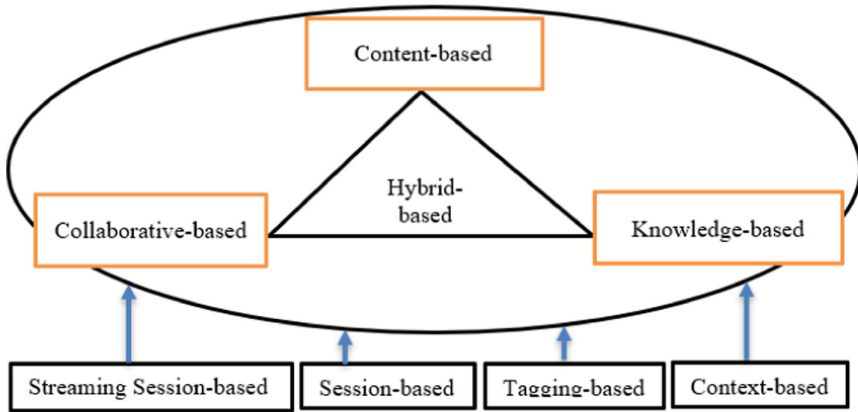 Content-based
Hybrid-
based
Collaborative-based
Knowledge-based
Streaming Session-based
Session-based
Tagging-based
Context-based